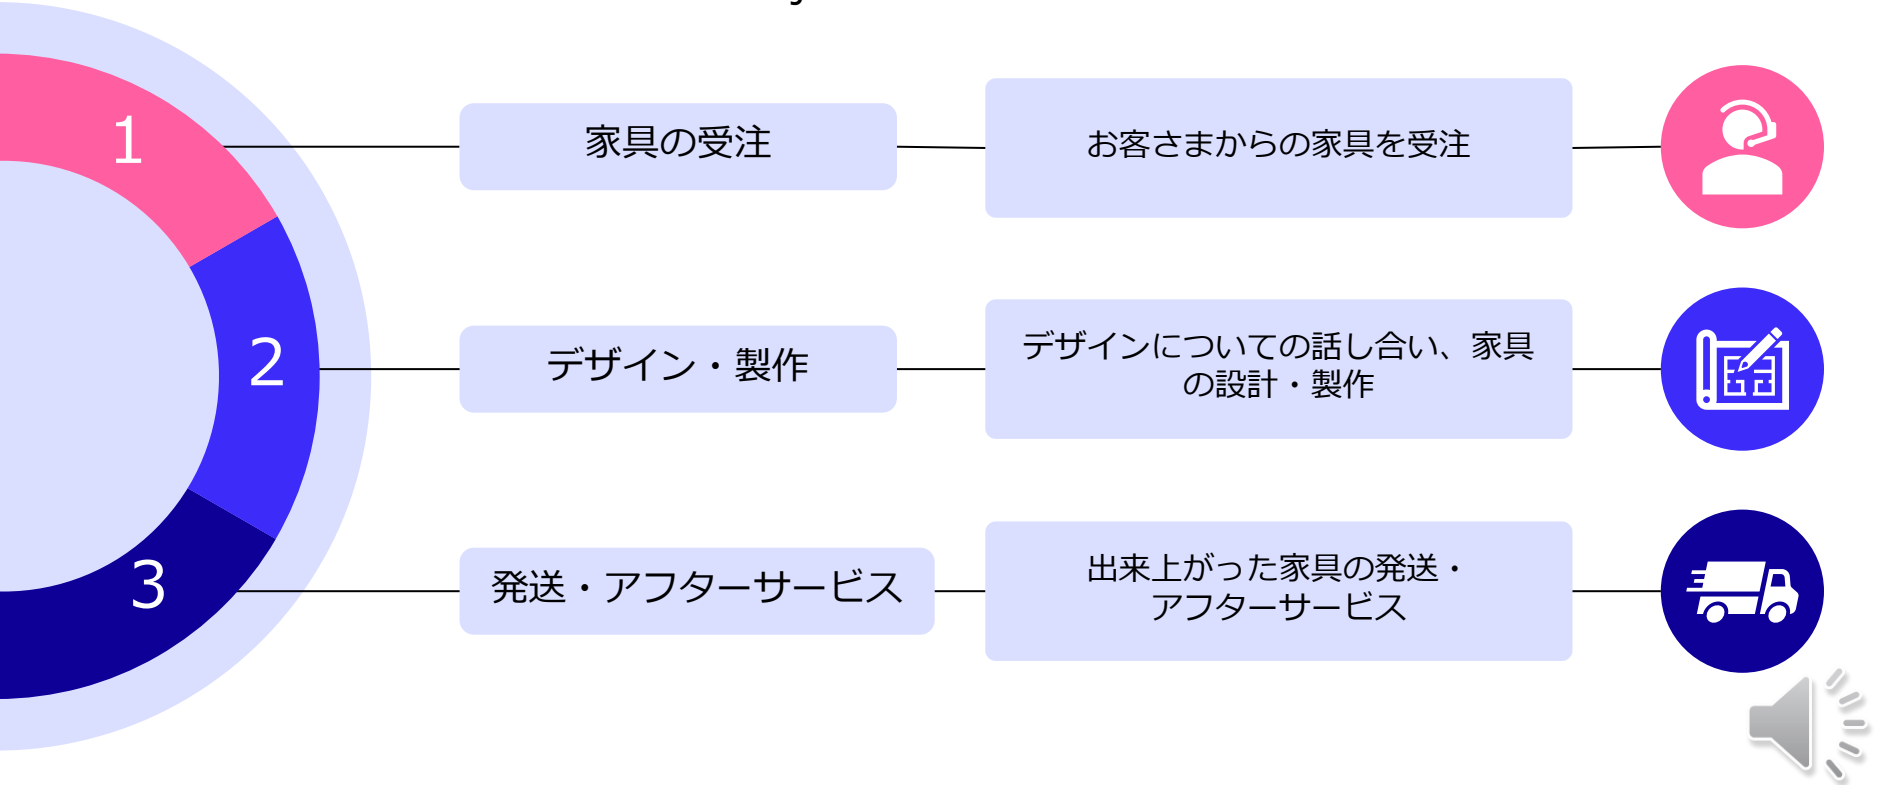 1
家具の受注
お客さまからの家具を受注
2
デザイン・製作
デザインについての話し合い、家具
の設計・製作
3
発送・アフターサービス
出来上がった家具の発送・
アフターサービス